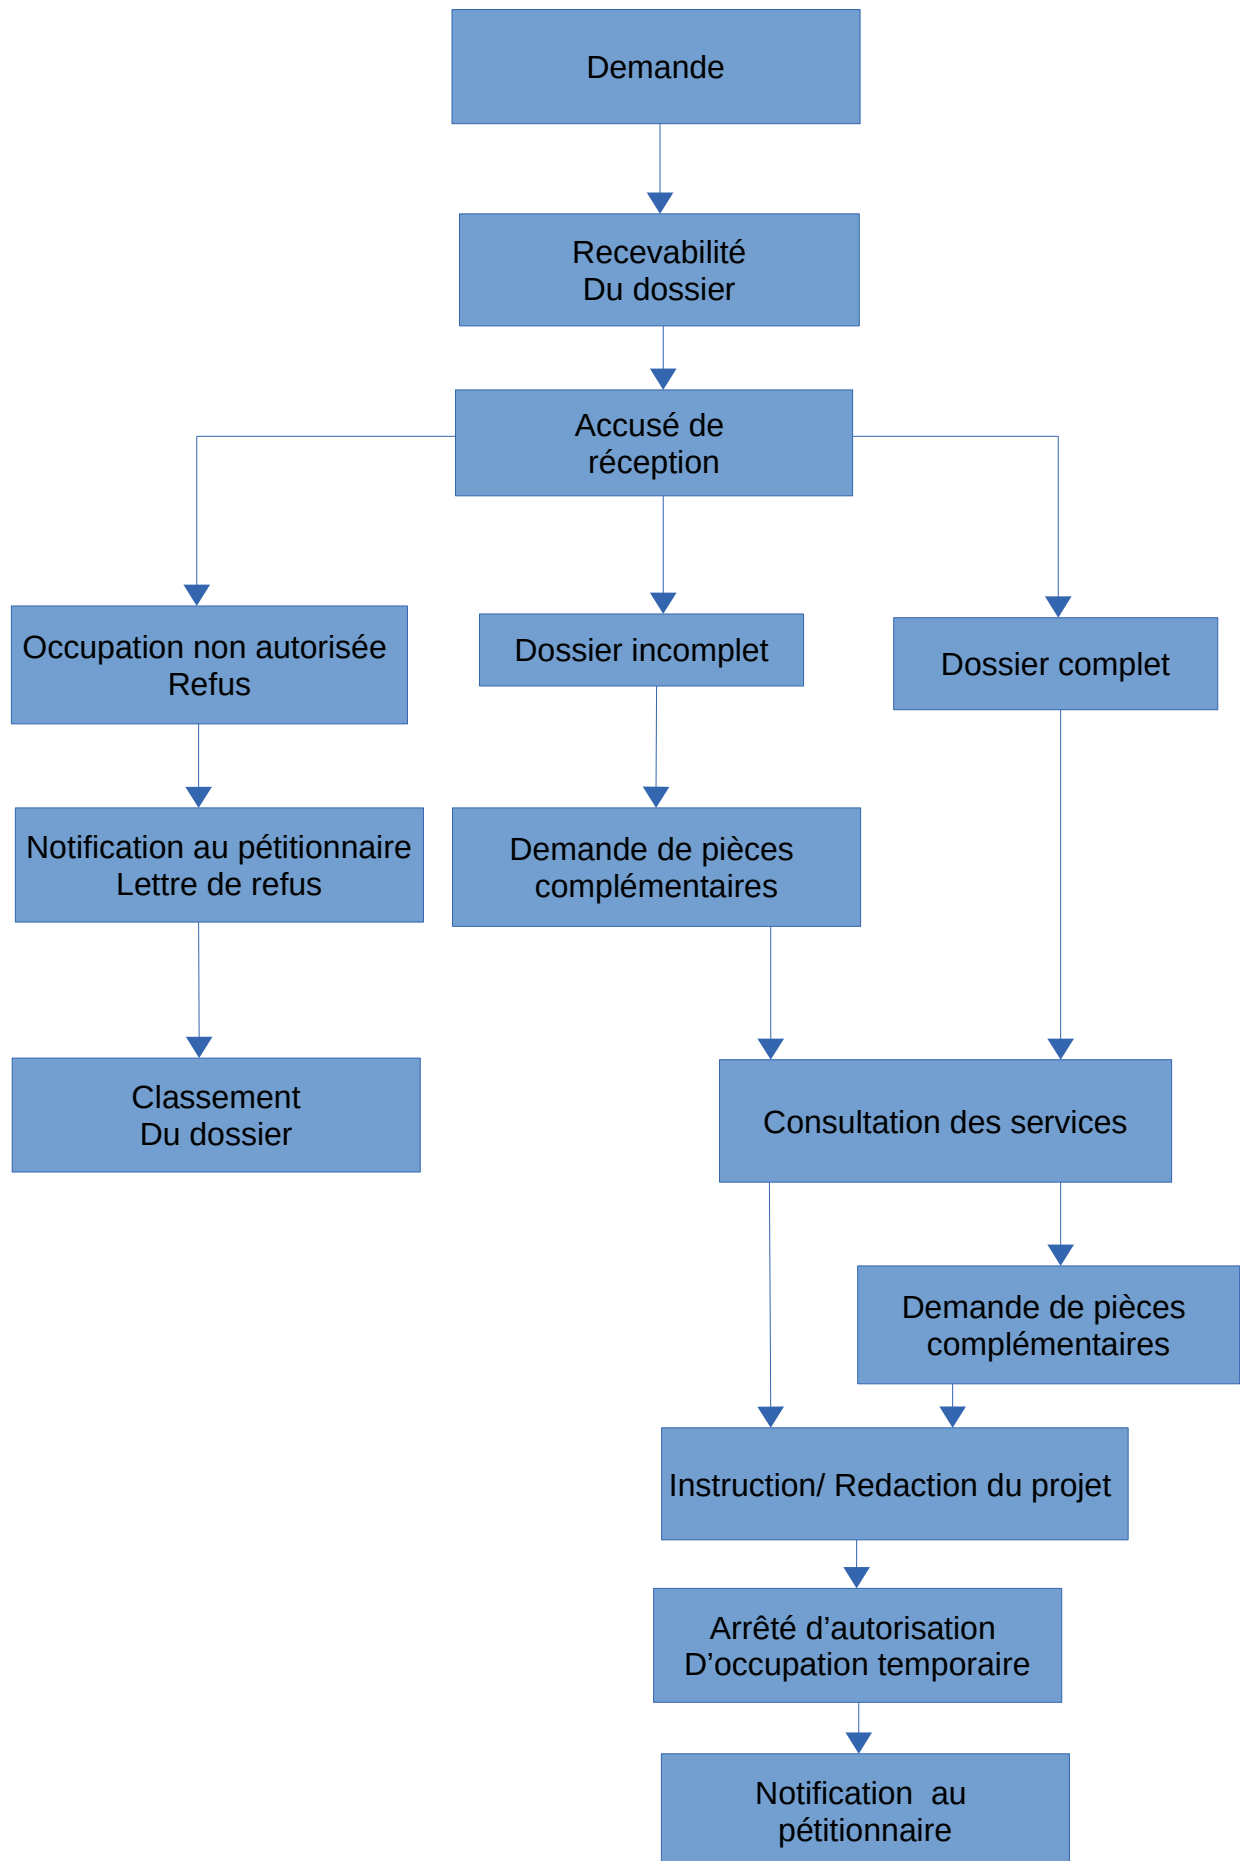 Demande
Recevabilité
Du dossier
Accusé de
réception
Occupation non autorisée
Refus
Dossier incomplet
Dossier complet
Notification au pétitionnaire
Lettre de refus
Demande de pièces
complémentaires
Classement
Du dossier
Consultation des services
Demande de pièces
complémentaires
Instruction/ Redaction du projet
Arrêté d’autorisation
D’occupation temporaire
Notification  au
pétitionnaire